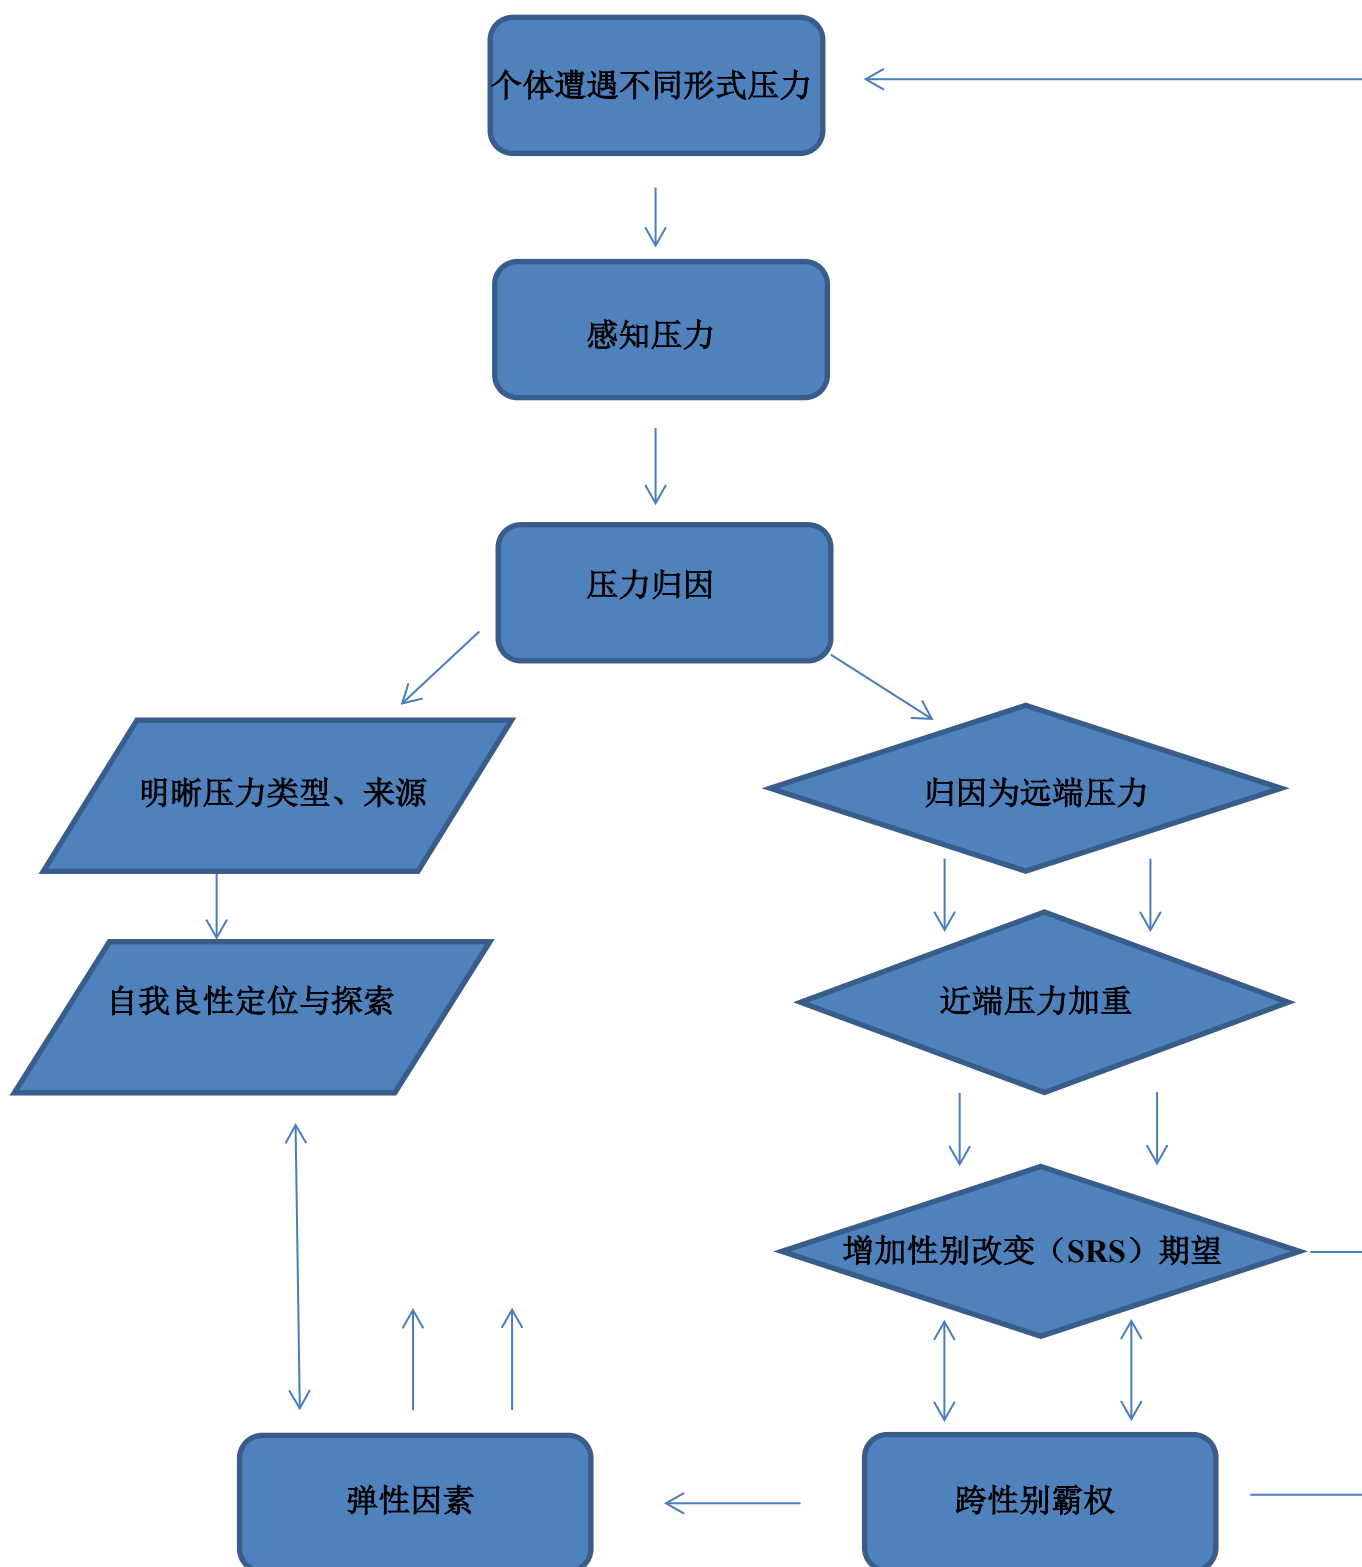 个体遭遇不同形式压力
感知压力
压力归因
明晰压力类型、来源
归因为远端压力
自我良性定位与探索
近端压力加重
增加性别改变（SRS）期望
弹性因素
跨性别霸权